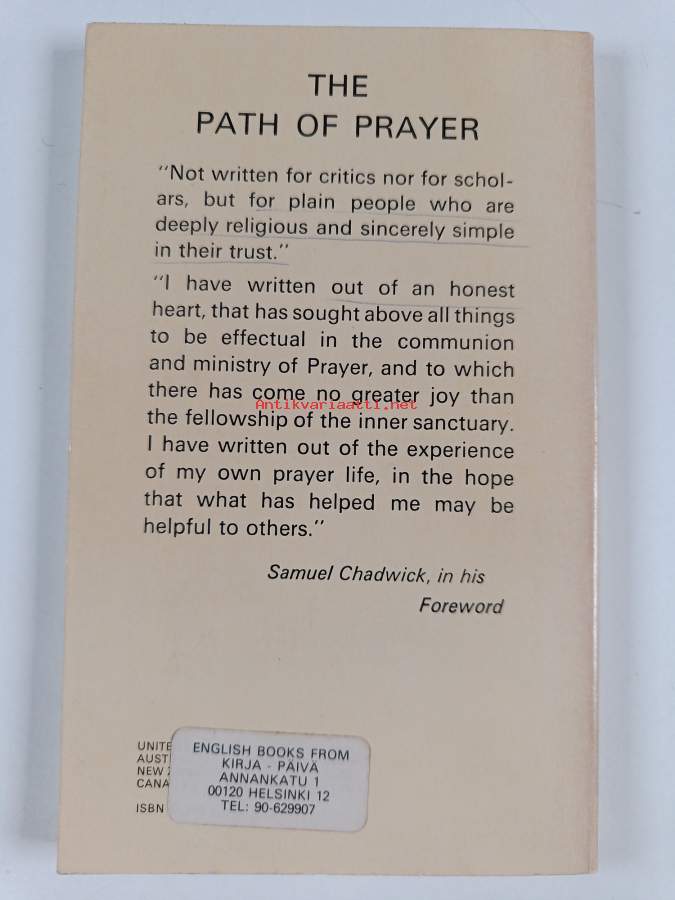 THE
PATH OF PRAYER
"Not written for critics nor for schol-
ars, but for plain people who are
deeply religious and sincerely simple
in their trust."
"I have written out of an honest
heart, that has sought above all things
to be effectual in the communion
and ministry of Prayer, and to which
there has come no greater joy than
Antikvariaatti.net
the fellowship of the inner sanctuary.
I have written out of the experience
of my own prayer life, in the hope
that what has helped me may be
helpful to others."
Samuel Chadwick, in his
Foreword
UNITE
AUST
NEW
CANA
ISBN
ENGLISH BOOKS FROM
KIRJA - PÄIVÄ
ANNANKATU 1
00120 HELSINKI 12
TEL: 90-629907